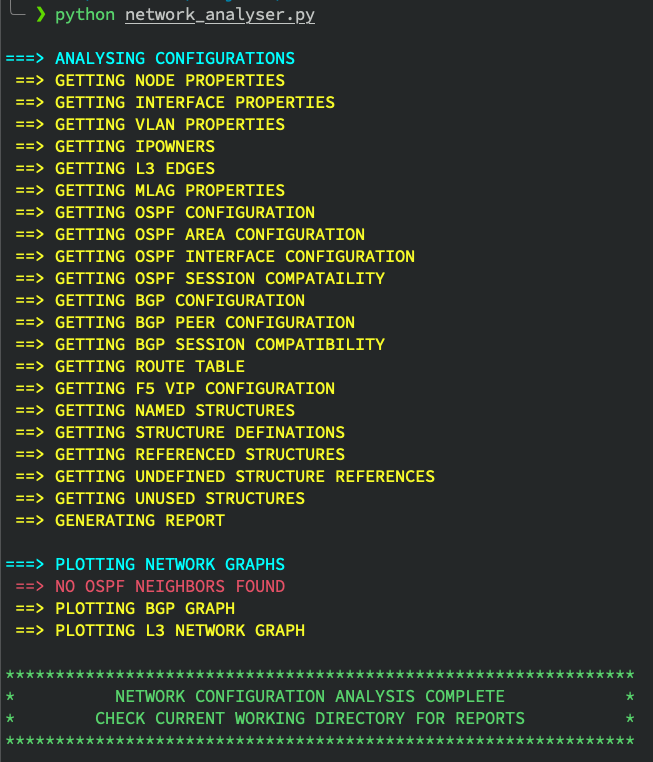 ❯ python network_analyser.py
===> ANALYSING CONFIGURATIONS
==> GETTING NODE PROPERTIES
==> GETTING INTERFACE PROPERTIES
==> GETTING VLAN PROPERTIES
==> GETTING IPOWNERS
==> GETTING L3 EDGES
==> GETTING MLAG PROPERTIES
==> GETTING OSPF CONFIGURATION
==> GETTING OSPF AREA CONFIGURATION
==> GETTING OSPF INTERFACE CONFIGURATION
==> GETTING OSPF SESSION COMPATAILITY
==> GETTING BGP CONFIGURATION
==> GETTING BGP PEER CONFIGURATION
==> GETTING BGP SESSION COMPATIBILITY
==> GETTING ROUTE TABLE
==> GETTING F5 VIP CONFIGURATION
==> GETTING NAMED STRUCTURES
==> GETTING STRUCTURE DEFINATIONS
==> GETTING REFERENCED STRUCTURES
==> GETTING UNDEFINED STRUCTURE REFERENCES
==> GETTING UNUSED STRUCTURES
==> GENERATING REPORT
===> PLOTTING NETWORK GRAPHS
==> NO OSPF NEIGHBORS FOUND
==> PLOTTING BGP GRAPH
==> PLOTTING L3 NETWORK GRAPH
***************************************************************
* NETWORK CONFIGURATION ANALYSIS COMPLETE *
* CHECK CURRENT WORKING DIRECTORY FOR REPORTS *
***************************************************************